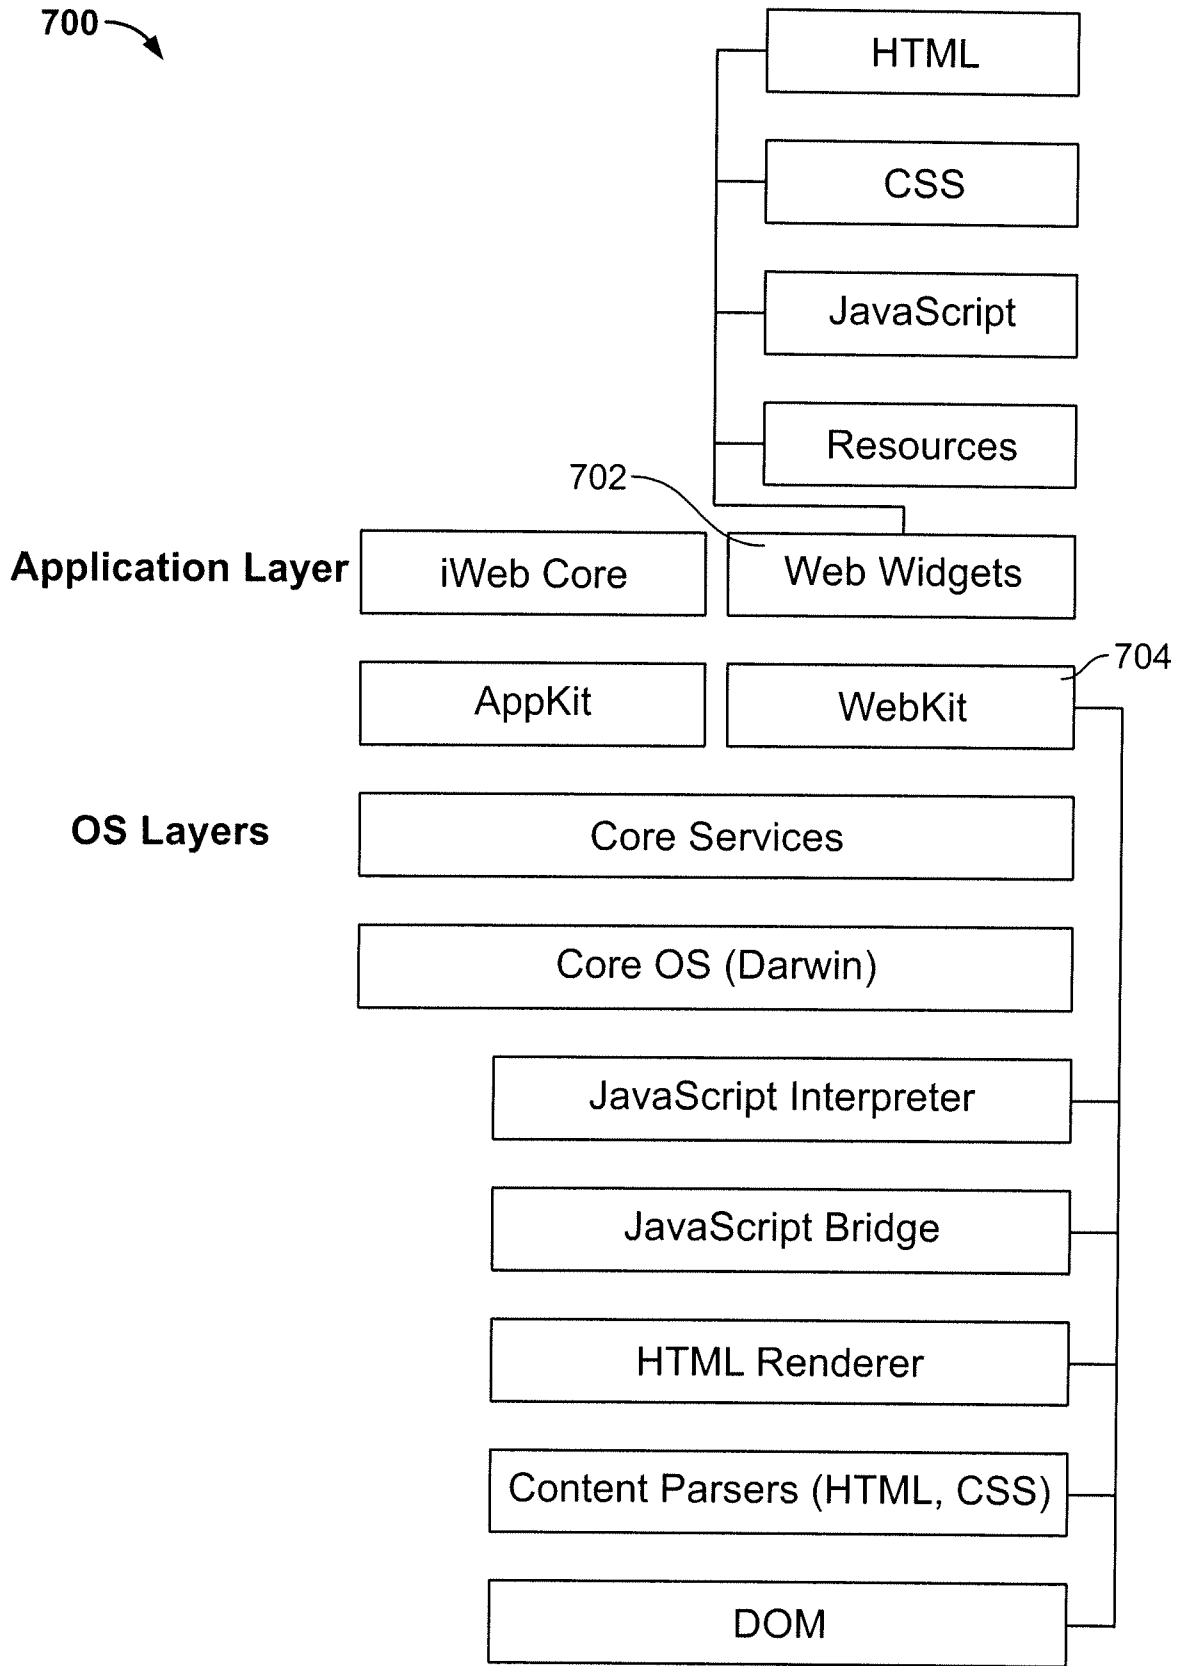 700
HTML
CSS
JavaScript
Resources
702
Application Layer
iWeb Core
Web Widgets
704
AppKit
WebKit
OS Layers
Core Services
Core OS (Darwin)
JavaScript Interpreter
JavaScript Bridge
HTML Renderer
Content Parsers (HTML, CSS)
DOM